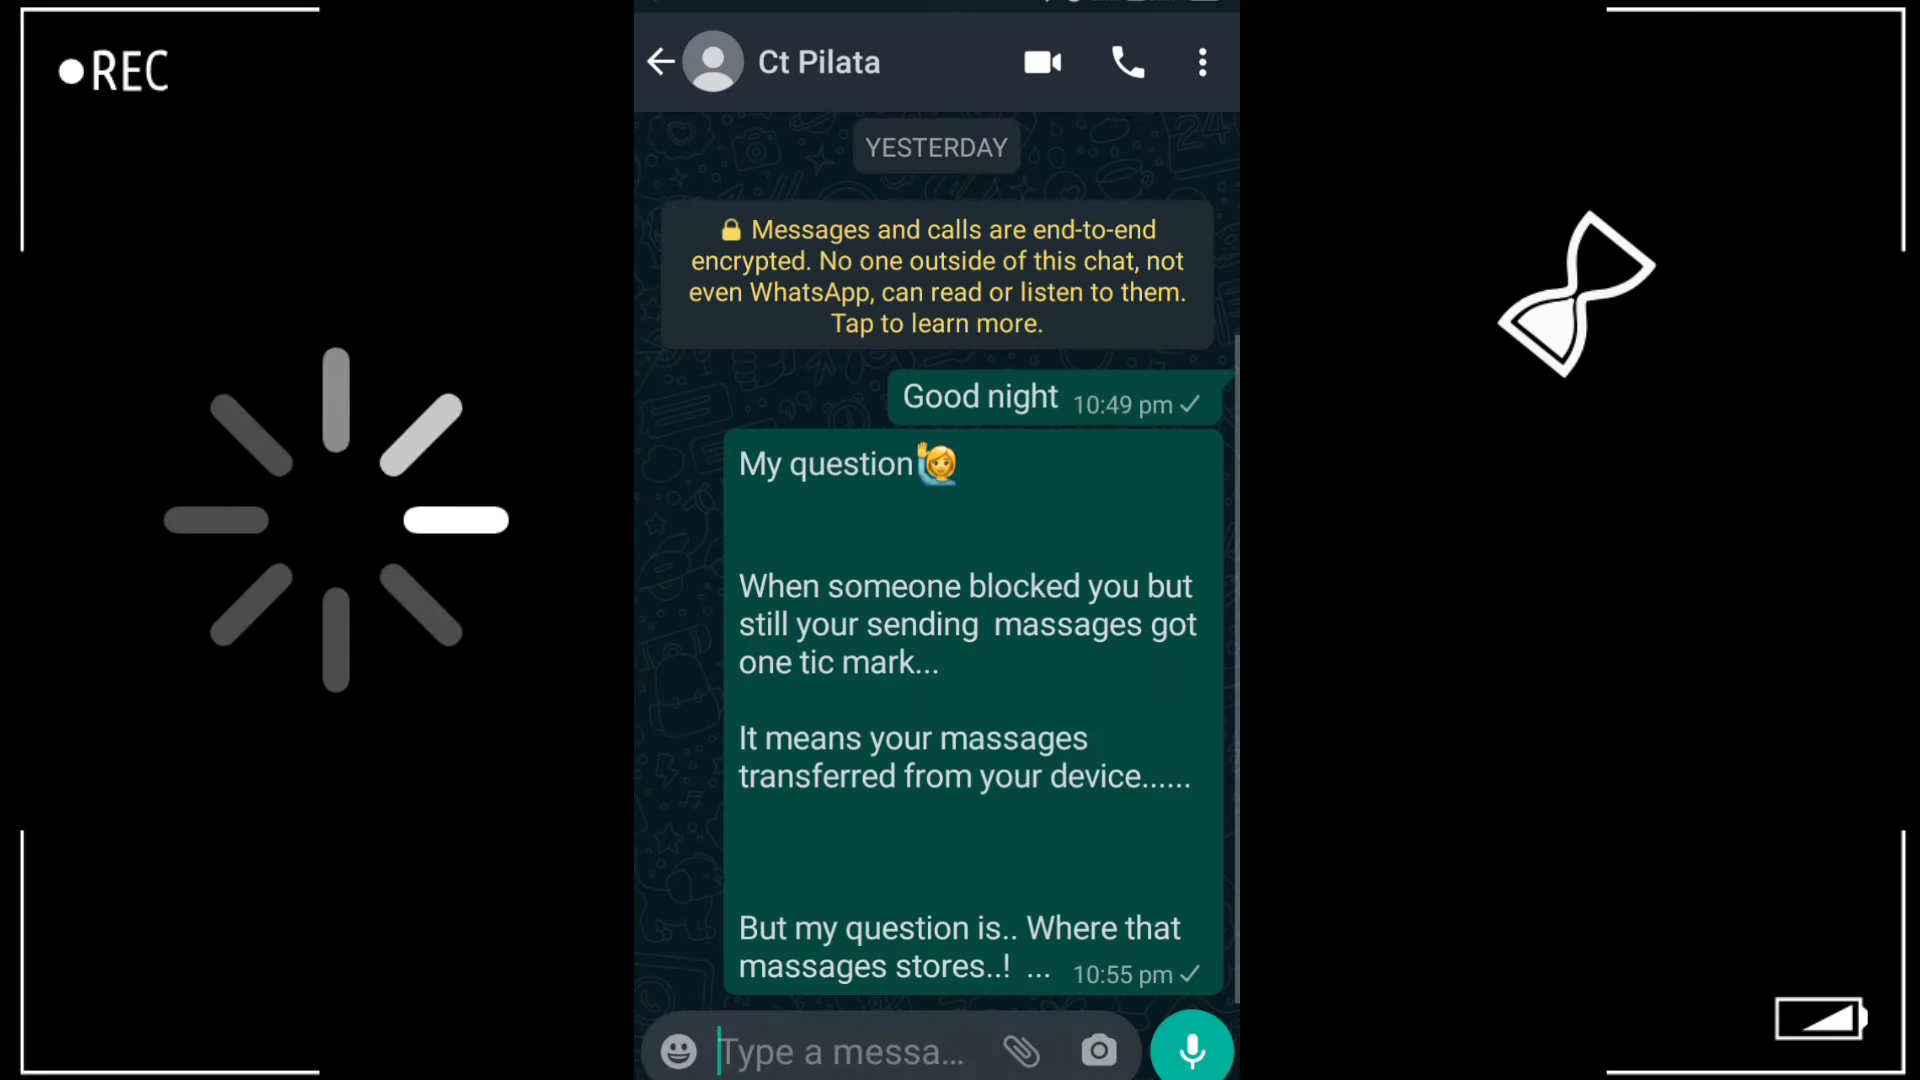 REC
Ct Pilata
YESTERDAY
Messages and calls are end-to-end
encrypted. No one outside of this chat, not
even WhatsApp, can read or listen to them.
Tap to learn more.
Good night 10:49 pm
My question
When someone blocked you but
still your sending massages got
one tic mark...
It means your massages
transferred from your device......
But my question is.. Where that
massages stores..! ... 10:55 pm
Type a messa...